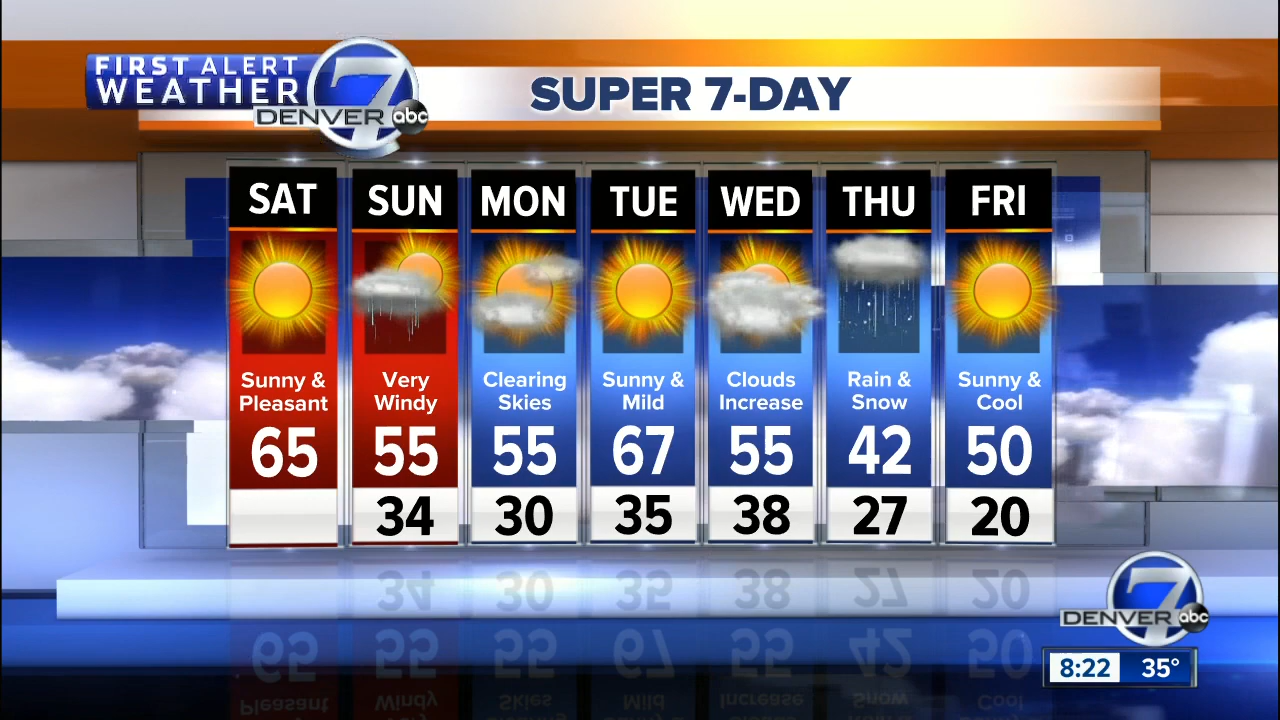 FIRST ALERT
WEATHER
7
DENVER abc
SUPER 7-DAY
SAT SUN MON TUE WED THU FRI
Sunny & Very Clearing Sunny & Clouds Rain & Sunny &
Pleasant Windy Skies Mild Increase Snow Cool
65 55 55 67 55 42 50
34 30 35 38 27 20
7
DENVER abc
8:22 35°